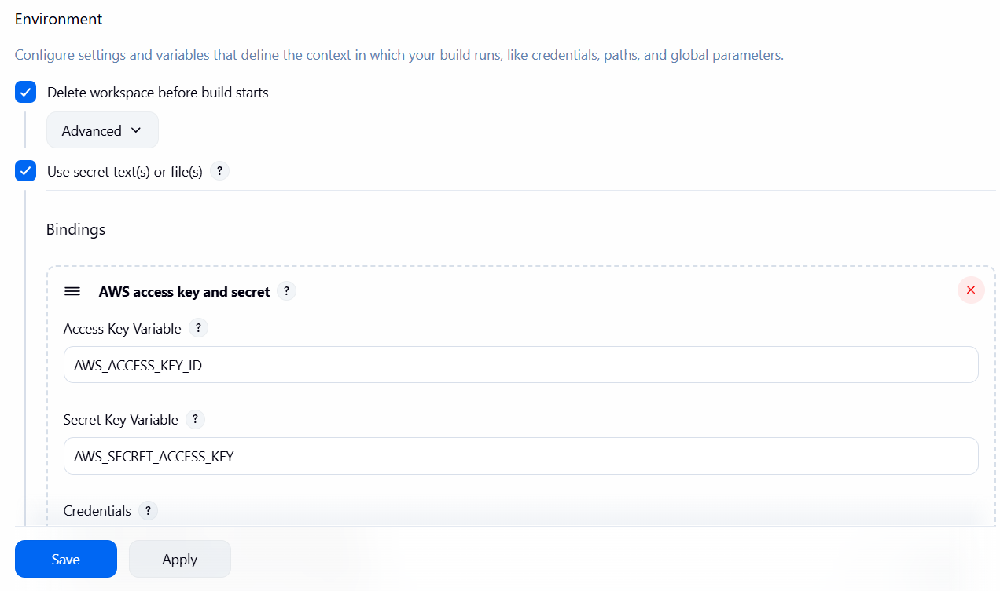 Environment
Configure settings and variables that define the context in which your build runs, like credentials, paths, and global parameters.
Delete workspace before build starts
Advanced
Use secret text(s) or file(s) ?
Bindings
AWS access key and secret ?
Access Key Variable ?
AWS_ACCESS_KEY_ID
Secret Key Variable ?
AWS_SECRET_ACCESS_KEY
Credentials ?
Save Apply